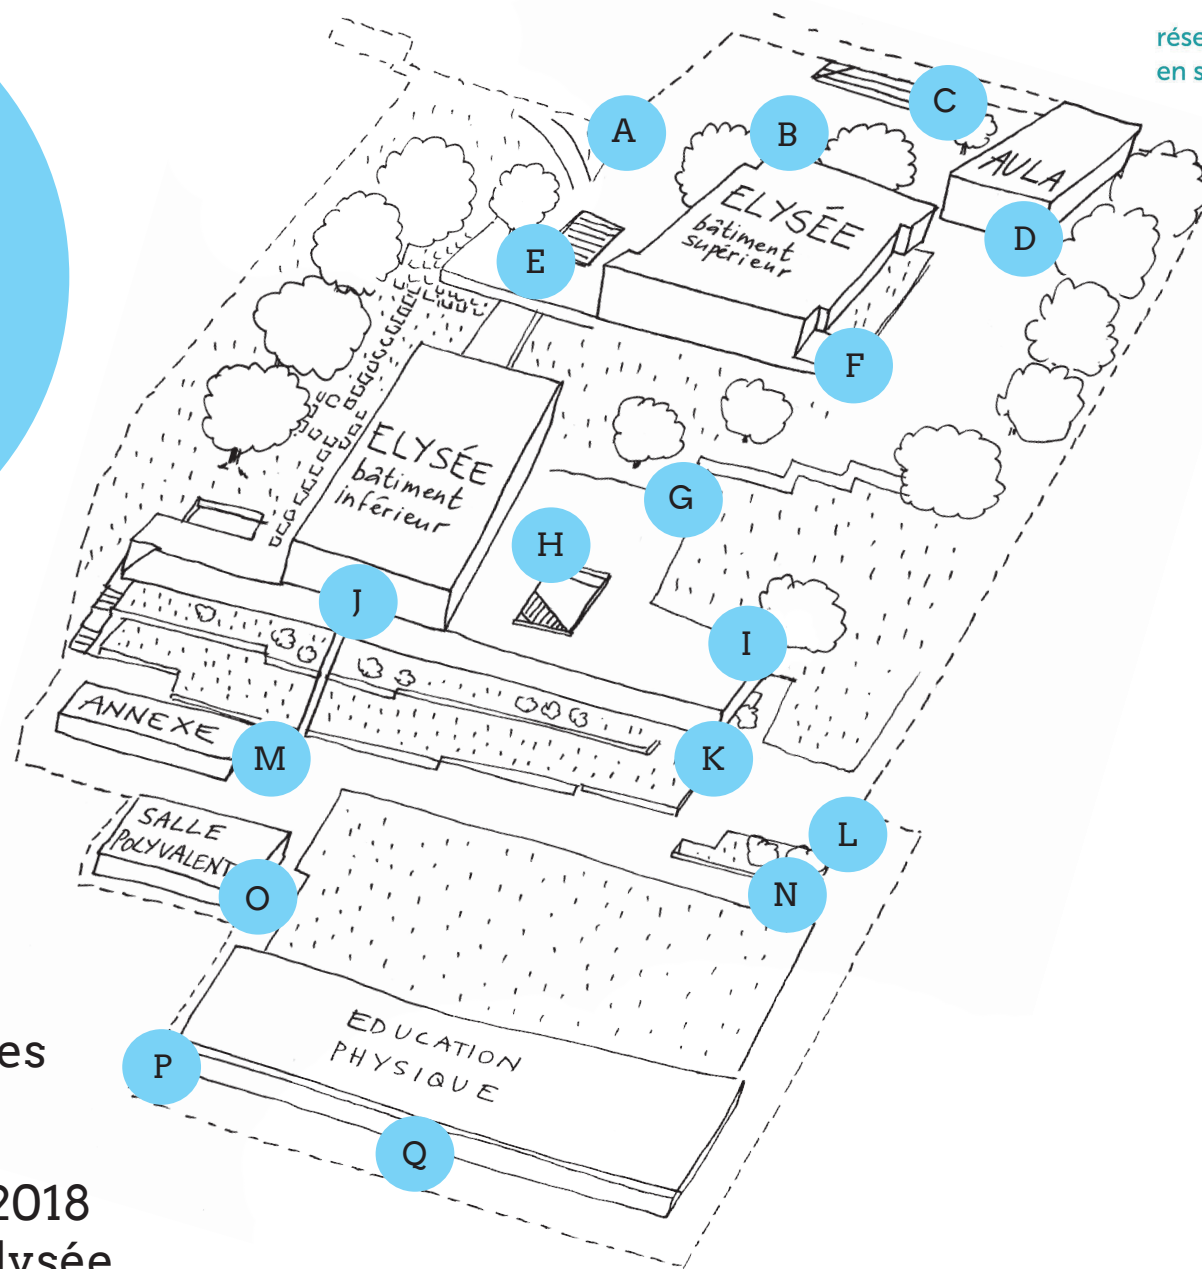 rése
en s
C
A
B
AULA
ELYSÉE
bâtiment
supérieur
D
E
F
ELYSÉE
bâtiment
inférieur
G
H
J
I
ANNEXE
M
K
SALLE
POLYVALENT
L
O
N
EDUCATION
PHYSIQUE
es
P
Q
2018
lysée